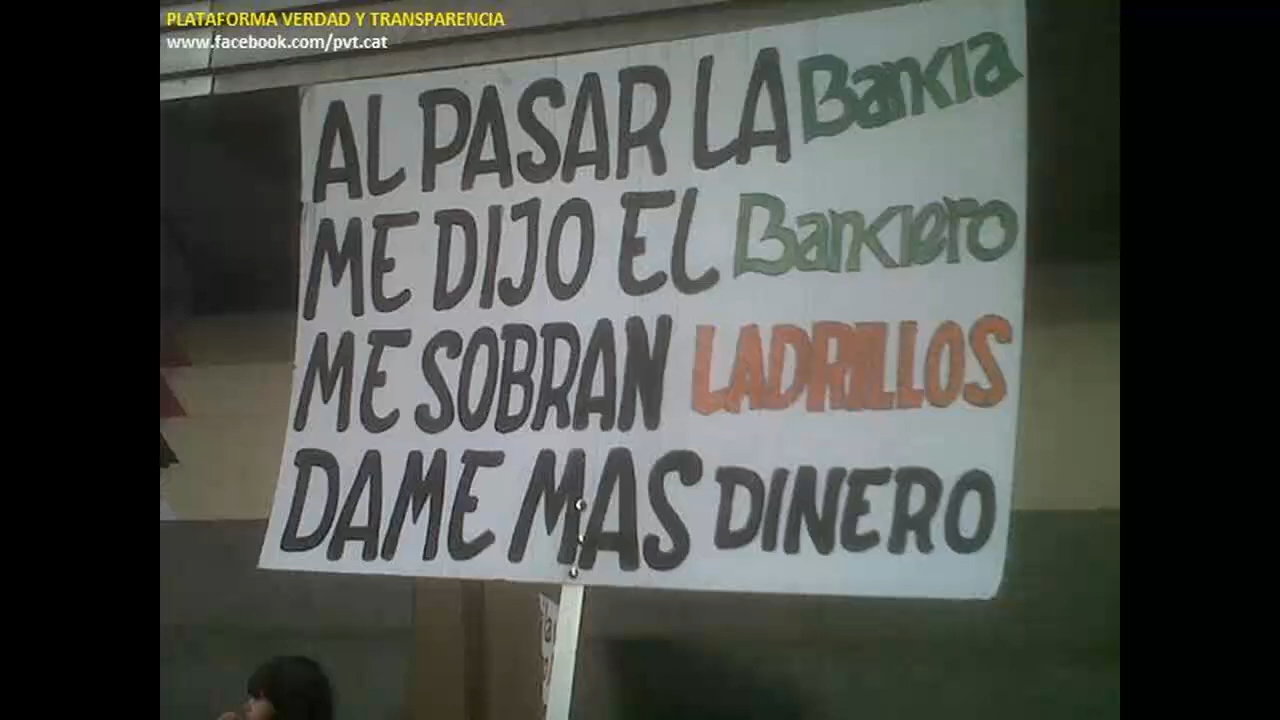 PLATAFORMA VERDAD Y TRANSPARENCIA
www.facebook.com/pvt.cat
AL PASAR LA Bankia
ME DIJO EL Bankiero
ME SOBRAN LADRILLOS
DAME MAS DINERO